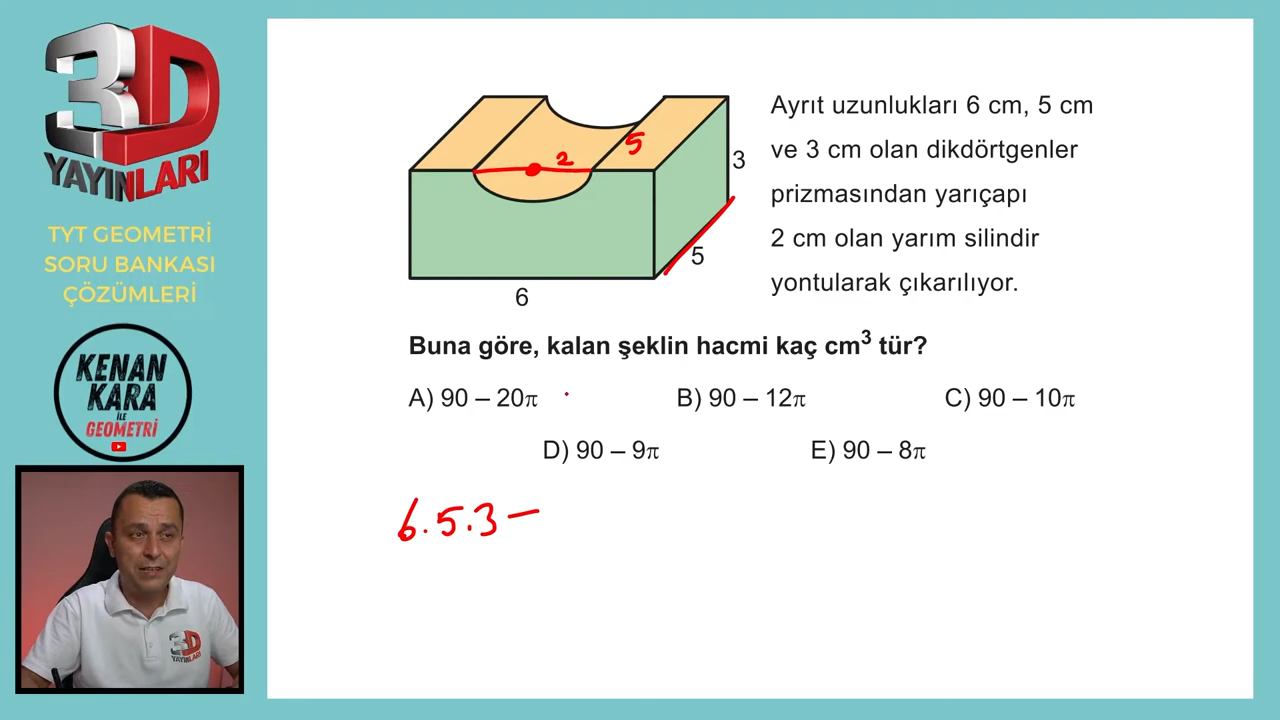 3D
YAYINLARI
TYT GEOMETRİ
SORU BANKASI
ÇÖZÜMLERİ
KENAN
KARA
İLE
GEOMETRİ
3D
YAYINLARI
2
5
3
5
6
Ayrıt uzunlukları 6 cm, 5 cm
ve 3 cm olan dikdörtgenler
prizmasından yarıçapı
2 cm olan yarım silindir
yontularak çıkarılıyor.
Buna göre, kalan şeklin hacmi kaç cm³ tür?
A) 90 – 20π B) 90 – 12π C) 90 – 10π
D) 90 – 9π E) 90 – 8π
6.5.3 –